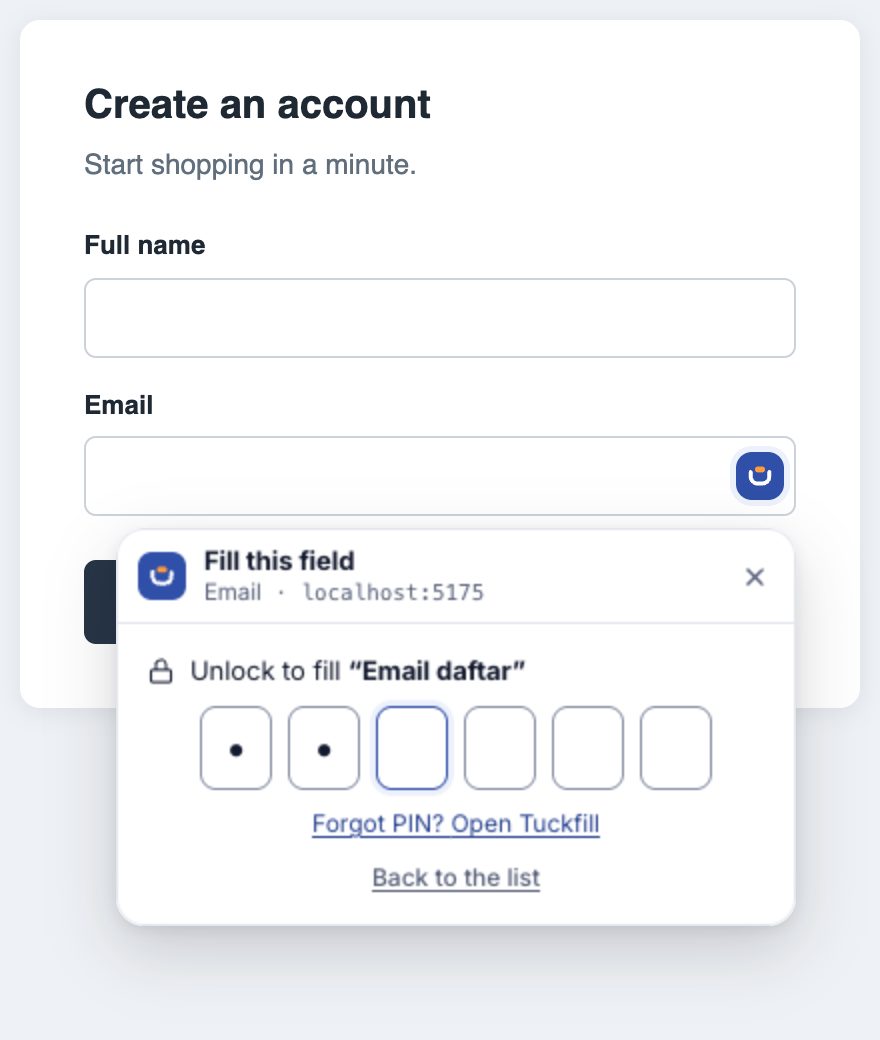 Create an account
Start shopping in a minute.
Full name
Email
Fill this field
Email · localhost:5175
Unlock to fill “Email daftar”
Forgot PIN? Open Tuckfill
Back to the list